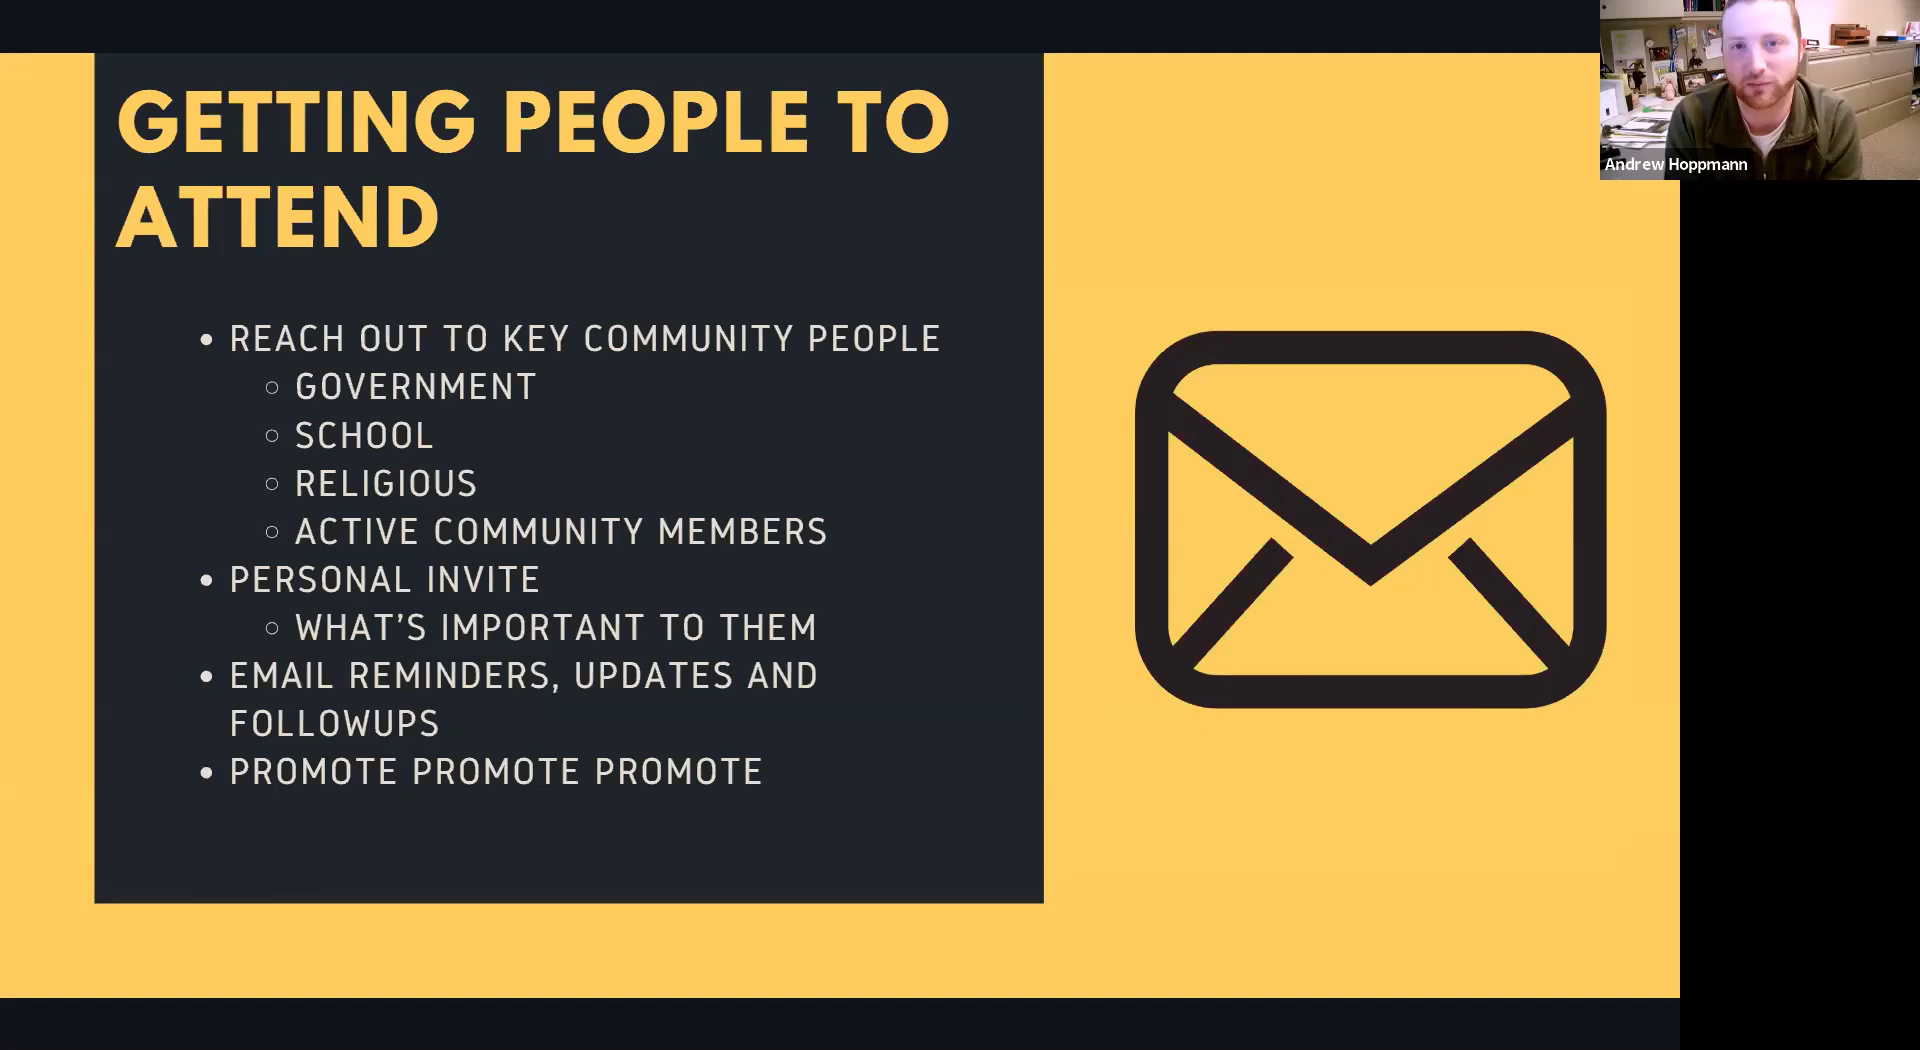 GETTING PEOPLE TO
ATTEND
REACH OUT TO KEY COMMUNITY PEOPLE
GOVERNMENT
SCHOOL
RELIGIOUS
ACTIVE COMMUNITY MEMBERS
PERSONAL INVITE
WHAT’S IMPORTANT TO THEM
EMAIL REMINDERS, UPDATES AND
FOLLOWUPS
PROMOTE PROMOTE PROMOTE
Andrew Hoppmann